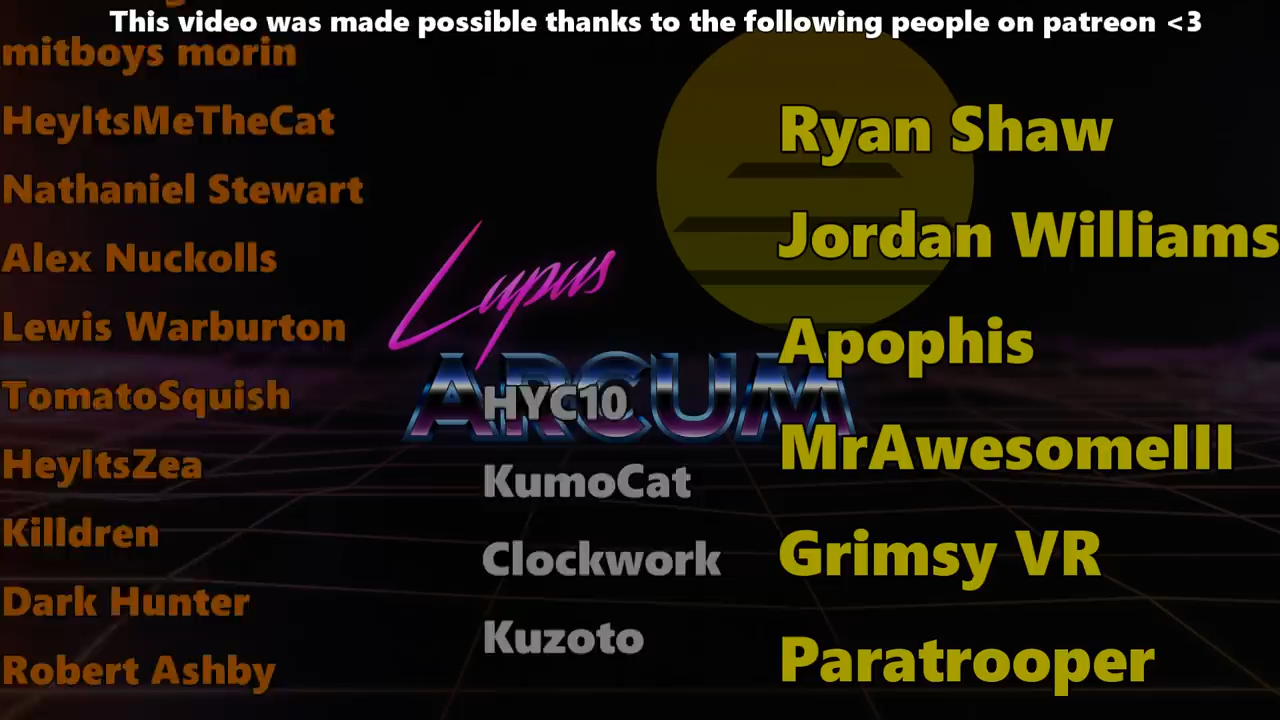 This video was made possible thanks to the following people on patreon <3
mitboys morin
HeyItsMeTheCat
Nathaniel Stewart
Alex Nuckolls
Lewis Warburton
TomatoSquish
HeyItsZea
Killdren
Dark Hunter
Robert Ashby
Lupus
ARCUM
HYC10
KumoCat
Clockwork
Kuzoto
Ryan Shaw
Jordan Williams
Apophis
MrAwesomeIII
Grimsy VR
Paratrooper